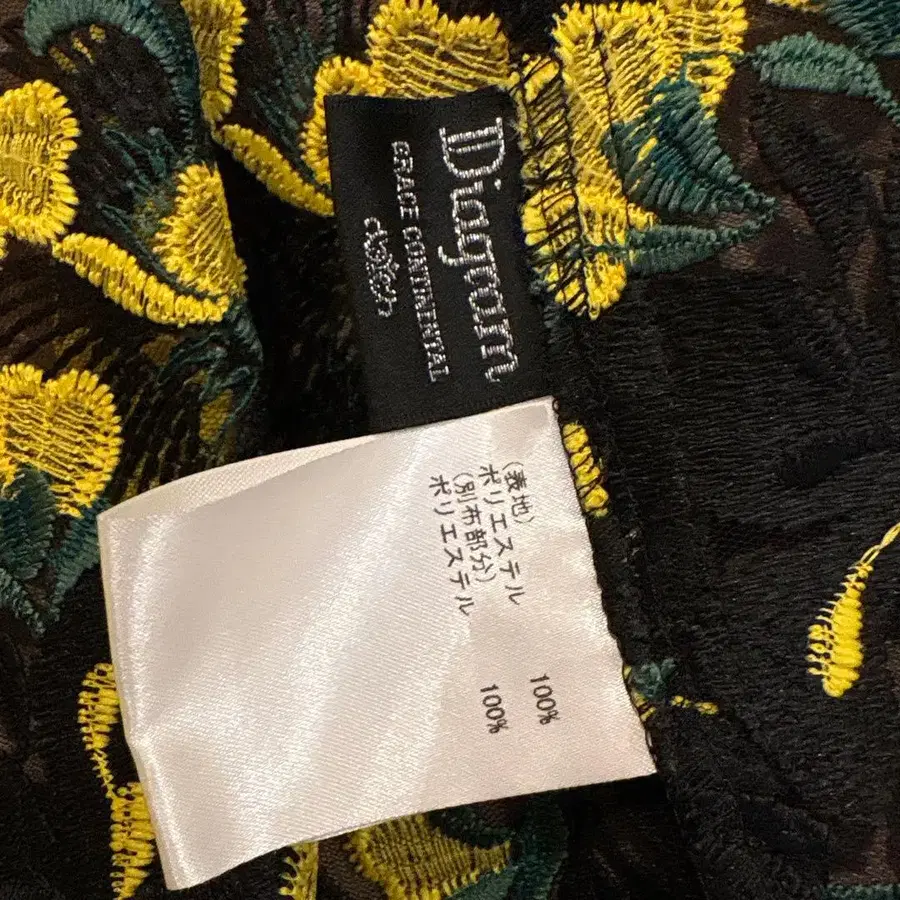 Diagram
GRACE CONTINENTAL
(表地)
ポリエステル 100%
(別布部分)
ポリエステル 100%